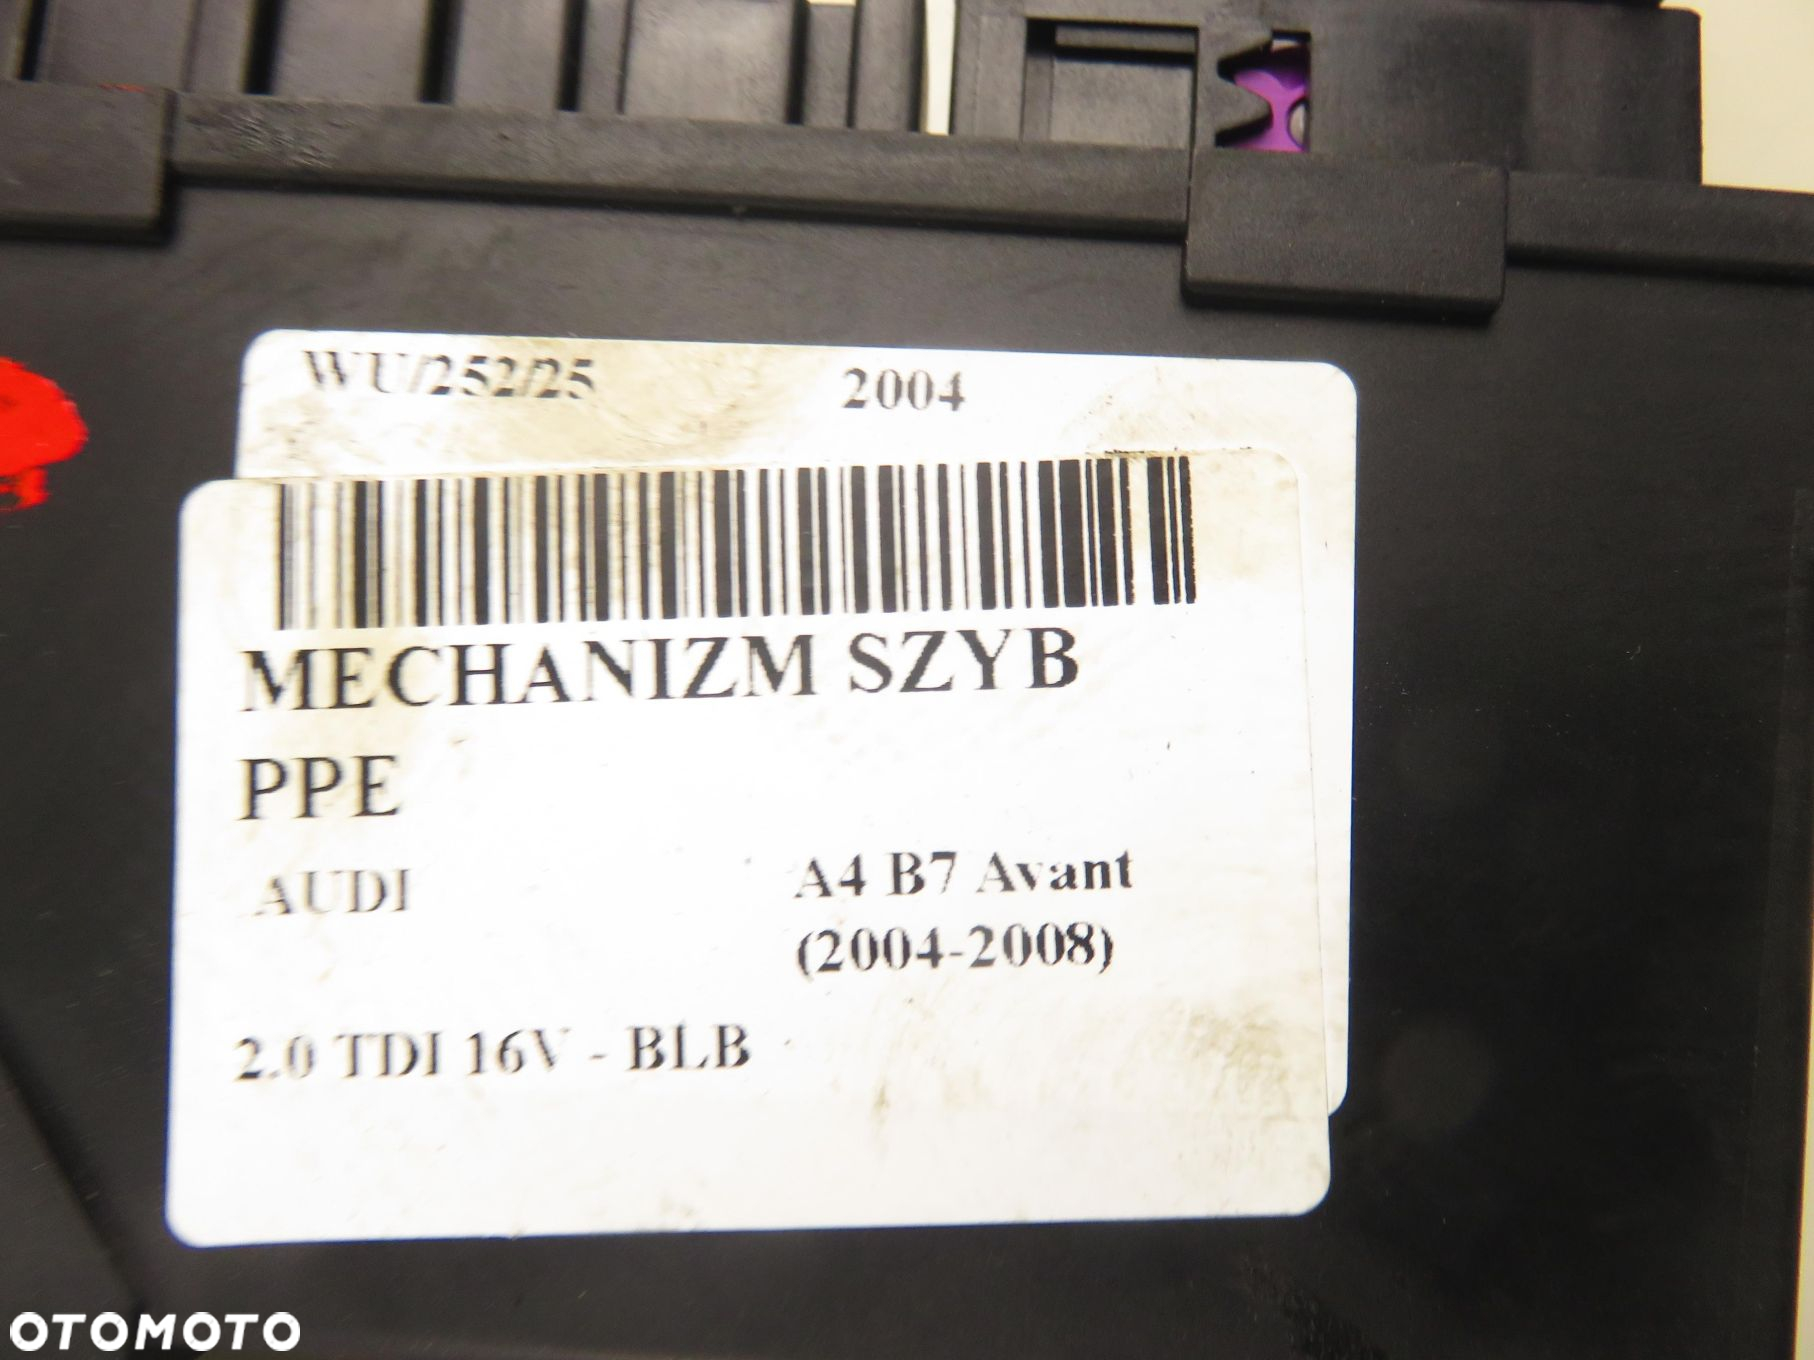 WU/252/25 2004
MECHANIZM SZYB
PPE
AUDI A4 B7 Avant
(2004-2008)
2.0 TDI 16V - BLB
OTOMOTO